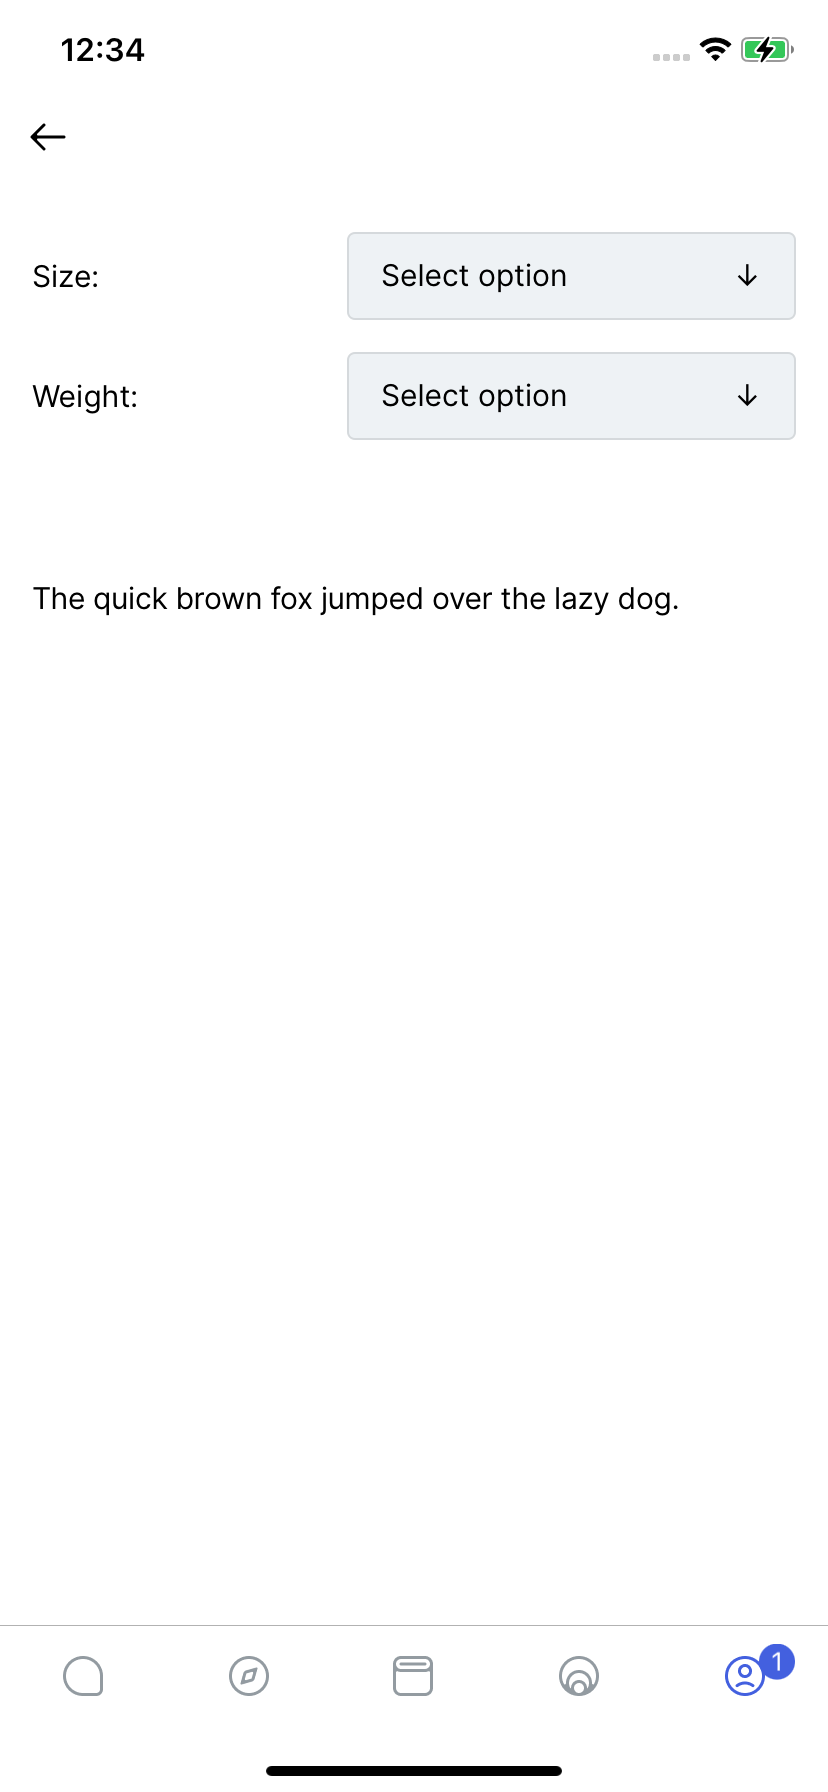 12:34
Size: Select option
Weight: Select option
The quick brown fox jumped over the lazy dog.
1